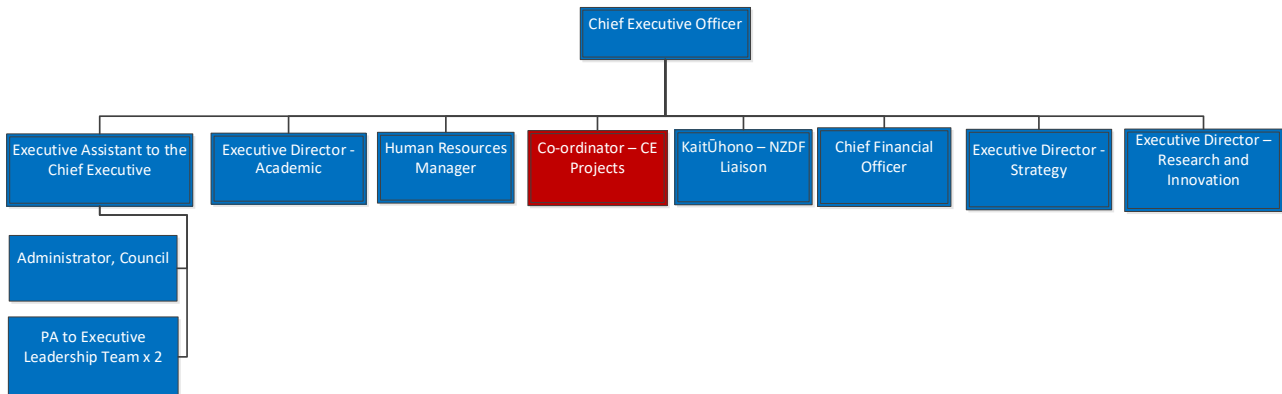 Chief Executive Officer
Executive Assistant to the
Chief Executive
Executive Director -
Academic
Human Resources
Manager
Co-ordinator – CE
Projects
KaitŪhono – NZDF
Liaison
Chief Financial
Officer
Executive Director -
Strategy
Executive Director –
Research and
Innovation
Administrator, Council
PA to Executive
Leadership Team x 2